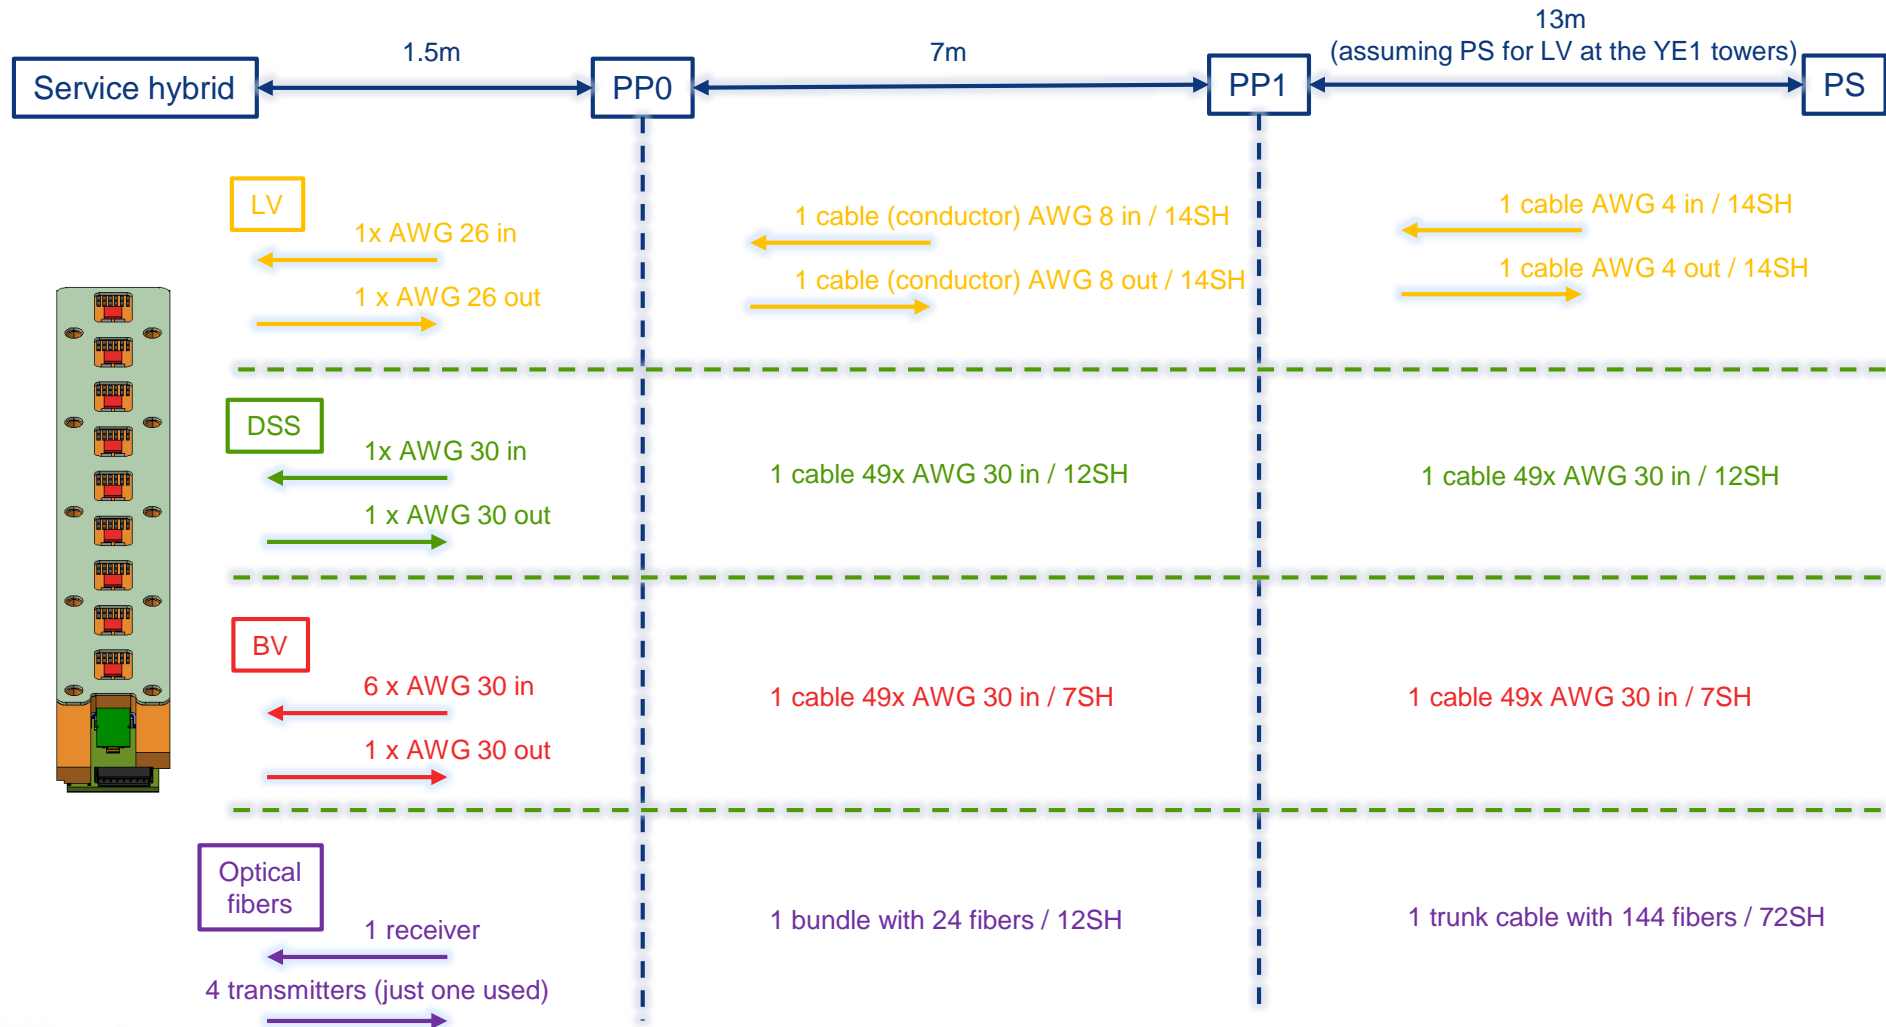 13m
(assuming PS for LV at the YE1 towers)
1.5m
7m
Service hybrid
PP0
PP1
PS
LV
1x AWG 26 in
1 x AWG 26 out
1 cable (conductor) AWG 8 in / 14SH
1 cable (conductor) AWG 8 out / 14SH
1 cable AWG 4 in / 14SH
1 cable AWG 4 out / 14SH
DSS
1x AWG 30 in
1 x AWG 30 out
1 cable 49x AWG 30 in / 12SH
1 cable 49x AWG 30 in / 12SH
BV
6 x AWG 30 in
1 x AWG 30 out
1 cable 49x AWG 30 in / 7SH
1 cable 49x AWG 30 in / 7SH
Optical
fibers
1 receiver
4 transmitters (just one used)
1 bundle with 24 fibers / 12SH
1 trunk cable with 144 fibers / 72SH